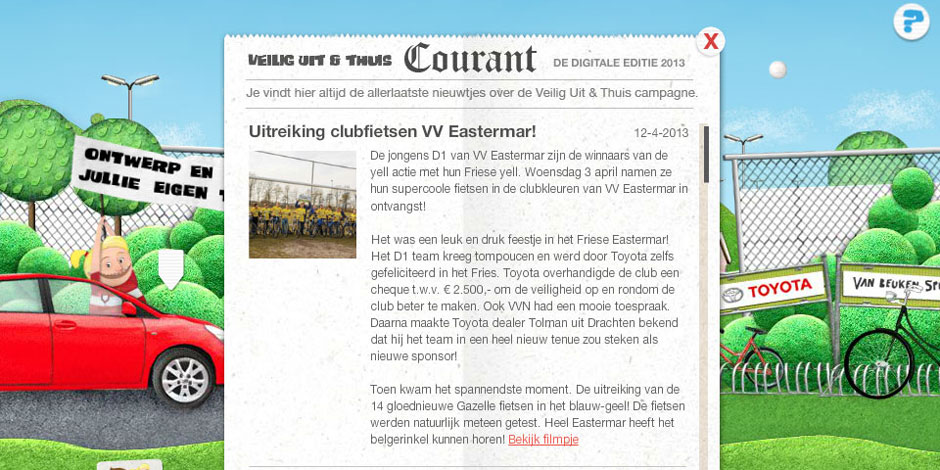 ?
X
VEILIG UIT & THUIS Courant DE DIGITALE EDITIE 2013
Je vindt hier altijd de allerlaatste nieuwtjes over de Veilig Uit & Thuis campagne.
Uitreiking clubfietsen VV Eastermar! 12-4-2013
De jongens D1 van VV Eastermar zijn de winnaars van de
yell actie met hun Friese yell. Woensdag 3 april namen ze
hun supercoole fietsen in de clubkleuren van VV Eastermar in
ontvangst!
Het was een leuk en druk feestje in het Friese Eastermar!
Het D1 team kreeg tompoucen en werd door Toyota zelfs
gefeliciteerd in het Fries. Toyota overhandigde de club een
cheque t.w.v. € 2.500,- om de veiligheid op en rondom de
club beter te maken. Ook VVN had een mooie toespraak.
Daarna maakte Toyota dealer Tolman uit Drachten bekend
dat hij het team in een heel nieuw tenue zou steken als
nieuwe sponsor!
Toen kwam het spannendste moment. De uitreiking van de
14 gloednieuwe Gazelle fietsen in het blauw-geel! De fietsen
werden natuurlijk meteen getest. Heel Eastermar heeft het
belgerinkel kunnen horen! Bekijk filmpje
ONTWERP EN
JULLIE EIGEN
TOYOTA
VAN BEUKEN